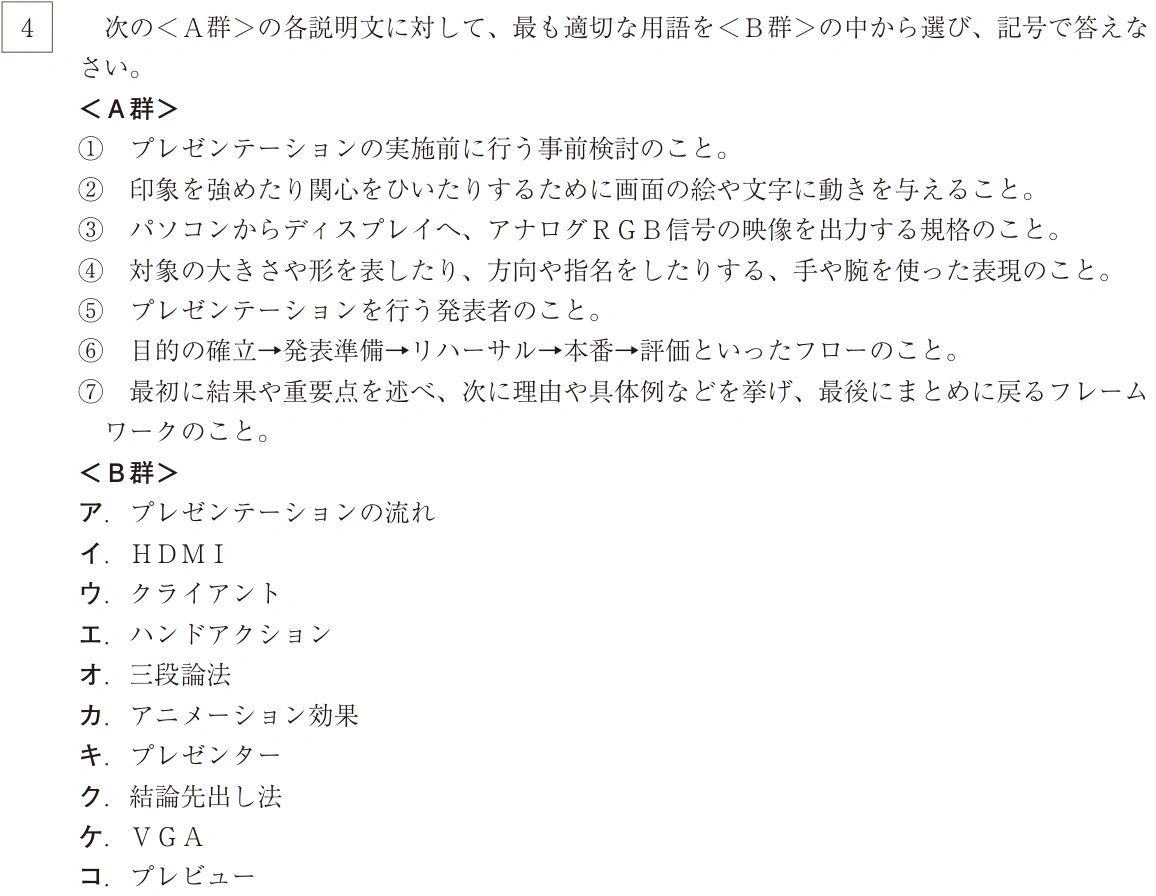 4 次の＜Ａ群＞の各説明文に対して、最も適切な用語を＜Ｂ群＞の中から選び、記号で答えな
さい。
＜Ａ群＞
① プレゼンテーションの実施前に行う事前検討のこと。
② 印象を強めたり関心をひいたりするために画面の絵や文字に動きを与えること。
③ パソコンからディスプレイへ、アナログＲＧＢ信号の映像を出力する規格のこと。
④ 対象の大きさや形を表したり、方向や指名をしたりする、手や腕を使った表現のこと。
⑤ プレゼンテーションを行う発表者のこと。
⑥ 目的の確立→発表準備→リハーサル→本番→評価といったフローのこと。
⑦ 最初に結果や重要点を述べ、次に理由や具体例などを挙げ、最後にまとめに戻るフレーム
ワークのこと。
＜Ｂ群＞
ア．プレゼンテーションの流れ
イ．ＨＤＭＩ
ウ．クライアント
エ．ハンドアクション
オ．三段論法
カ．アニメーション効果
キ．プレゼンター
ク．結論先出し法
ケ．ＶＧＡ
コ．プレビュー